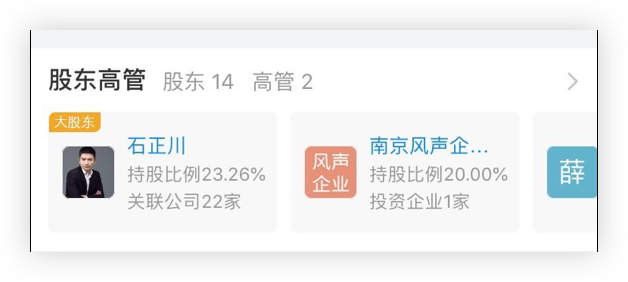 股东高管 股东 14 高管 2
大股东
石正川
持股比例23.26%
关联公司22家
风声
企业
南京风声企...
持股比例20.00%
投资企业1家
薛